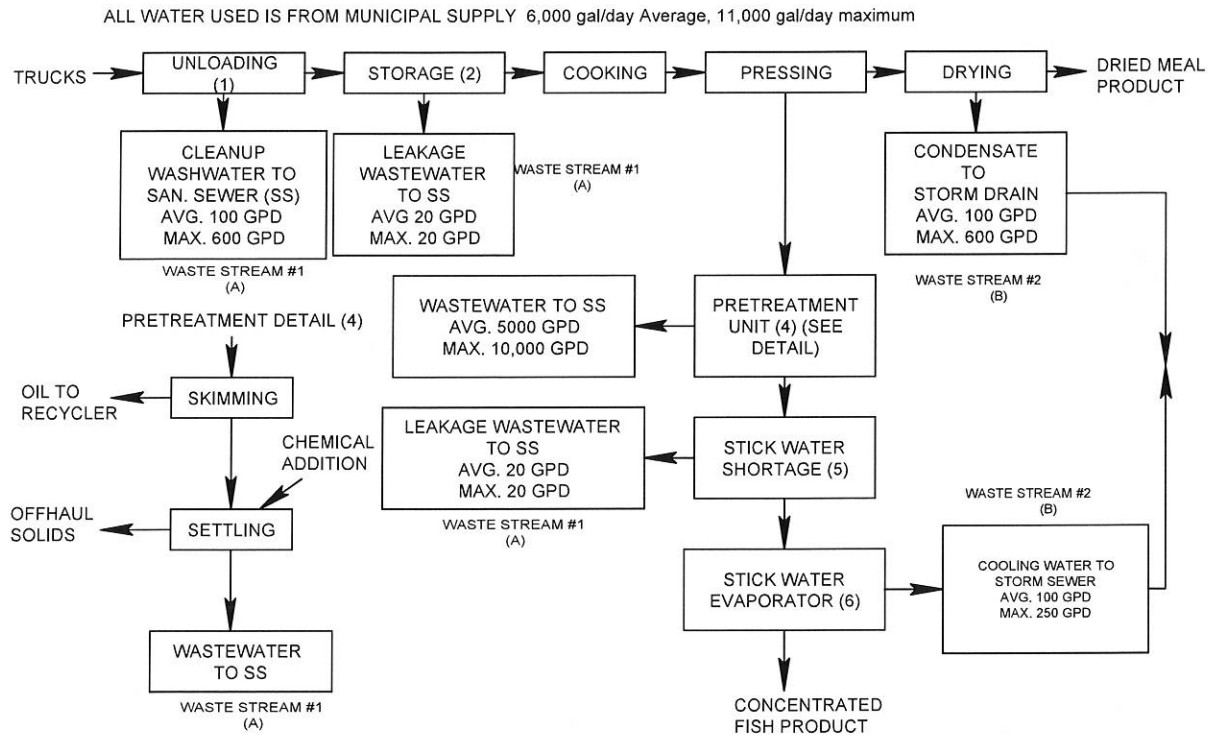 ALL WATER USED IS FROM MUNICIPAL SUPPLY 6,000 gal/day Average, 11,000 gal/day maximum
TRUCKS
UNLOADING
(1)
STORAGE (2)
COOKING
PRESSING
DRYING
DRIED MEAL
PRODUCT
CLEANUP
WASHWATER TO
SAN. SEWER (SS)
AVG. 100 GPD
MAX. 600 GPD
WASTE STREAM #1
(A)
LEAKAGE
WASTEWATER
TO SS
AVG 20 GPD
MAX. 20 GPD
WASTE STREAM #1
(A)
CONDENSATE
TO
STORM DRAIN
AVG. 100 GPD
MAX. 600 GPD
WASTE STREAM #2
(B)
WASTEWATER TO SS
AVG. 5000 GPD
MAX. 10,000 GPD
PRETREATMENT
UNIT (4) (SEE
DETAIL)
PRETREATMENT DETAIL (4)
OIL TO
RECYCLER
SKIMMING
CHEMICAL
ADDITION
LEAKAGE WASTEWATER
TO SS
AVG. 20 GPD
MAX. 20 GPD
WASTE STREAM #1
(A)
STICK WATER
SHORTAGE (5)
OFFHAUL
SOLIDS
SETTLING
WASTE STREAM #2
(B)
STICK WATER
EVAPORATOR (6)
COOLING WATER TO
STORM SEWER
AVG. 100 GPD
MAX. 250 GPD
WASTEWATER
TO SS
WASTE STREAM #1
(A)
CONCENTRATED
FISH PRODUCT